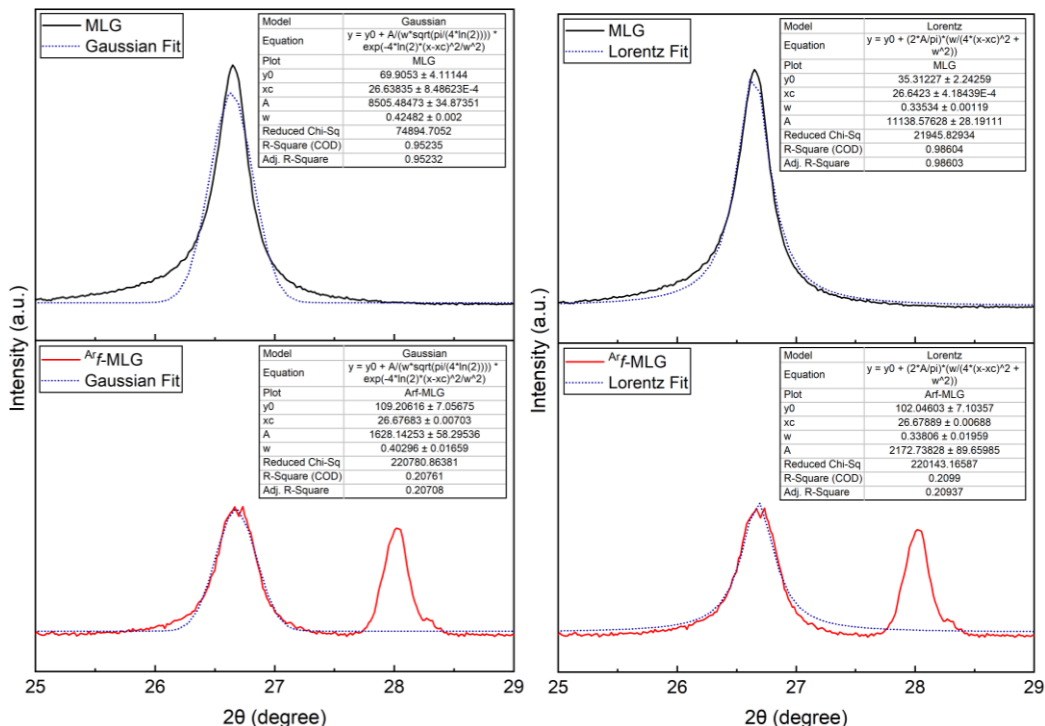 MLG
Gaussian Fit
Model Gaussian
Equation y = y0 + A/(w*sqrt(pi/(4*ln(2)))) *
exp(-4*ln(2)*(x-xc)^2/w^2)
Plot MLG
y0 69.9053 ± 4.11144
xc 26.63835 ± 8.48623E-4
A 8505.48473 ± 34.87351
w 0.42482 ± 0.002
Reduced Chi-Sq 74894.7052
R-Square (COD) 0.95235
Adj. R-Square 0.95232
Arf-MLG
Gaussian Fit
Model Gaussian
Equation y = y0 + A/(w*sqrt(pi/(4*ln(2)))) *
exp(-4*ln(2)*(x-xc)^2/w^2)
Plot Arf-MLG
y0 109.20616 ± 7.05675
xc 26.67683 ± 0.00703
A 1628.14253 ± 58.29536
w 0.40296 ± 0.01659
Reduced Chi-Sq 220780.86381
R-Square (COD) 0.20761
Adj. R-Square 0.20708
Intensity (a.u.)
25 26 27 28 29
2θ (degree)
MLG
Lorentz Fit
Model Lorentz
Equation y = y0 + (2*A/pi)*(w/(4*(x-xc)^2 +
w^2))
Plot MLG
y0 35.31227 ± 2.24259
xc 26.6423 ± 4.18439E-4
w 0.33534 ± 0.00119
A 11138.57628 ± 28.19111
Reduced Chi-Sq 21945.82934
R-Square (COD) 0.98604
Adj. R-Square 0.98603
Arf-MLG
Lorentz Fit
Model Lorentz
Equation y = y0 + (2*A/pi)*(w/(4*(x-xc)^2 +
w^2))
Plot Arf-MLG
y0 102.04603 ± 7.10357
xc 26.67889 ± 0.00688
w 0.33806 ± 0.01959
A 2172.73828 ± 89.65985
Reduced Chi-Sq 220143.16587
R-Square (COD) 0.2099
Adj. R-Square 0.20937
Intensity (a.u.)
25 26 27 28 29
2θ (degree)